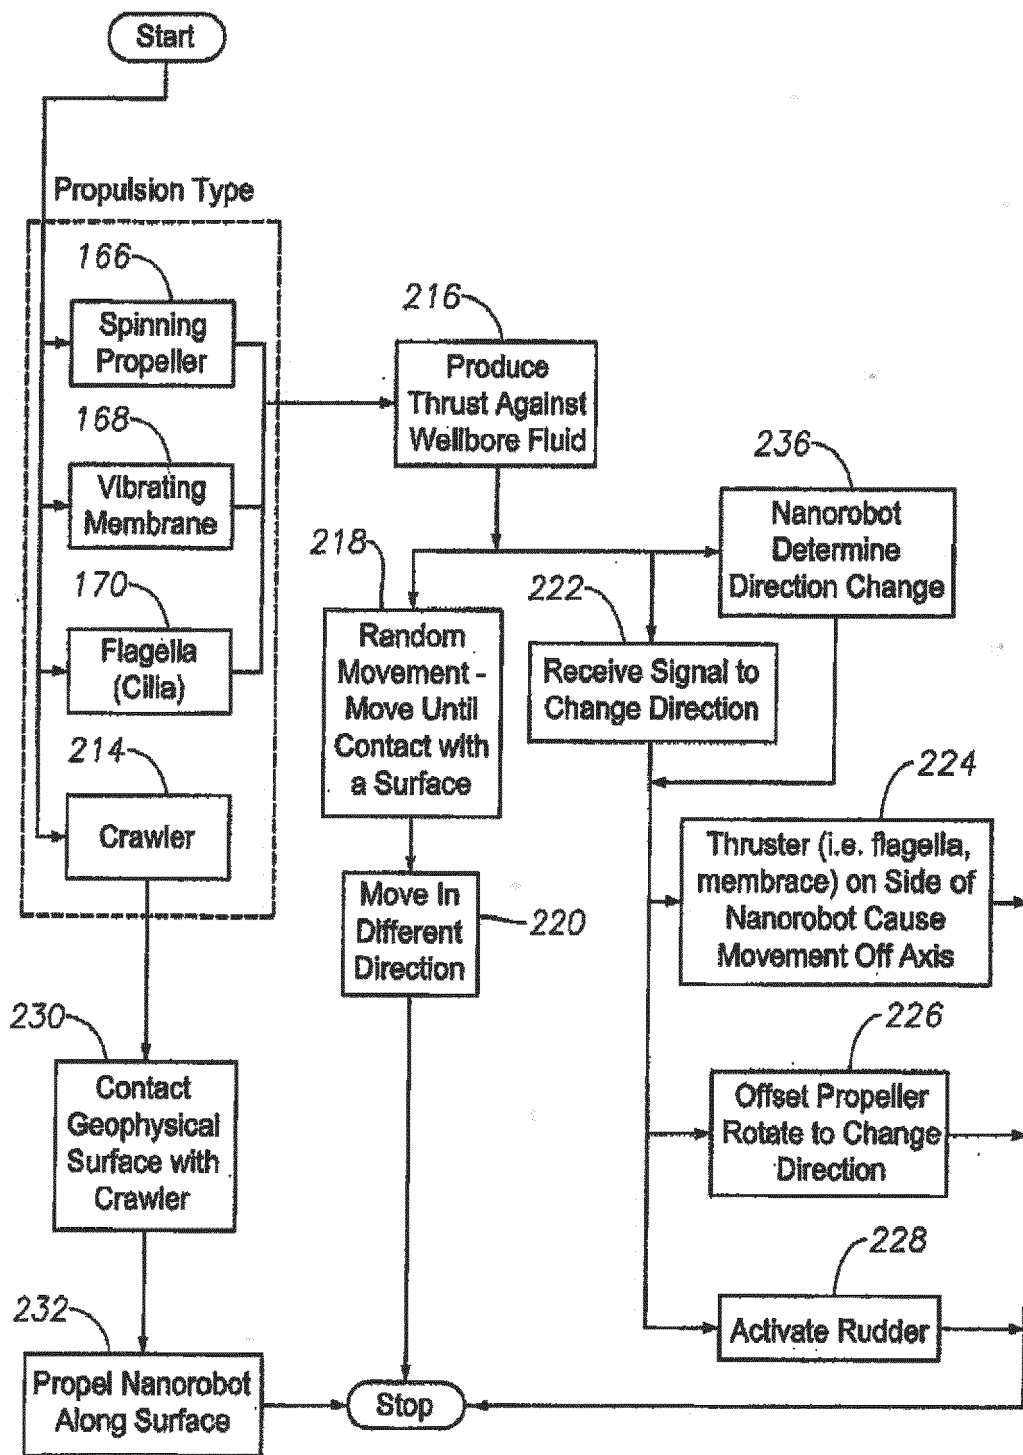 Start
Propulsion Type
166
Spinning
Propeller
168
Vibrating
Membrane
170
Flagella
(Cilia)
214
Crawler
230
Contact
Geophysical
Surface with
Crawler
232
Propel Nanorobot
Along Surface
216
Produce
Thrust Against
Wellbore Fluid
218
Random
Movement -
Move Until
Contact with
a Surface
Move In
Different
Direction
220
Stop
222
Receive Signal to
Change Direction
236
Nanorobot
Determine
Direction Change
224
Thruster (i.e. flagella,
membrace) on Side of
Nanorobot Cause
Movement Off Axis
226
Offset Propeller
Rotate to Change
Direction
228
Activate Rudder